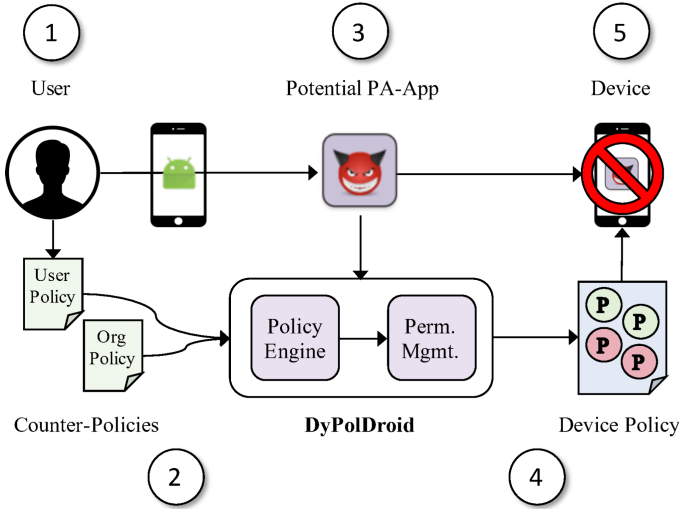 1
3
5
User
Potential PA-App
Device
User
Policy
Org
Policy
Policy
Engine
Perm.
Mgmt.
P
P
P
P
Counter-Policies
DyPolDroid
Device Policy
2
4